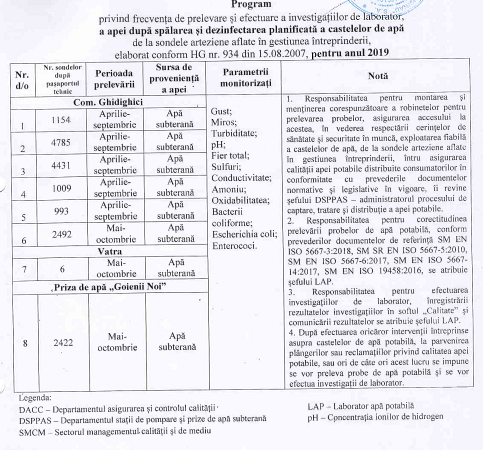 Program
privind frecvența de prelevare și efectuare a investigațiilor de laborator,
a apei după spălarea și dezinfectarea planificată a castelelor de apă
de la sondele arteziene aflate în gestiunea întreprinderii,
elaborat conform HG nr. 934 din 15.08.2007, pentru anul 2019
Nr. d/o
Nr. sondelor după pașaportul tehnic
Perioada prelevării
Sursa de proveniență a apei
Parametrii monitorizați
Notă
Com. Ghidighici
1 1154 Aprilie-septembrie Apă subterană
2 4785 Aprilie-septembrie Apă subterană
3 4431 Aprilie-septembrie Apă subterană
4 1009 Aprilie-septembrie Apă subterană
5 993 Aprilie-septembrie Apă subterană
6 2492 Mai-octombrie Apă subterană
Vatra
7 6 Mai-octombrie Apă subterană
Priza de apă „Goienii Noi”
8 2422 Mai-octombrie Apă subterană
Gust;
Miros;
Turbiditate;
pH;
Fier total;
Sulfuri;
Conductivitate;
Amoniu;
Oxidabilitatea;
Bacterii
coliforme;
Escherichia coli;
Enterococi.
1. Responsabilitatea pentru montarea și
menținerea corespunzătoare a robinetelor pentru
prelevarea probelor, asigurarea accesului la
acestea, în vederea respectării cerințelor de
sănătate și securitate în muncă, exploatarea fiabilă
a castelelor de apă, de la sondele arteziene aflate
în gestiunea întreprinderii, întru asigurarea
calității apei potabile distribuite consumatorilor în
conformitate cu prevederile documentelor
normative și legislative în vigoare, îi revine
șefului DSPPAS – administratorul procesului de
captare, tratare și distribuție a apei potabile.
2. Responsabilitatea pentru corectitudinea
prelevării probelor de apă potabilă, conform
prevederilor documentelor de referință SM EN
ISO 5667-3:2018, SM SR EN ISO 5667-5:2010,
SM EN ISO 5667-6:2017, SM EN ISO 5667-
14:2017, SM EN ISO 19458:2016, se atribuie
șefului LAP.
3. Responsabilitatea pentru efectuarea
investigațiilor de laborator, înregistrării
rezultatelor investigațiilor în softul „Calitate” și
comunicării rezultatelor se atribuie șefului LAP.
4. După efectuarea oricăror intervenții întreprinse
asupra castelelor de apă potabilă, la parvenirea
plângerilor sau reclamațiilor privind calitatea apei
potabile, sau ori de câte ori acest lucru se impune
se vor preleva probe de apă potabilă și se vor
efectua investigații de laborator.
Legenda:
DACC – Departamentul asigurarea și controlul calității
DSPPAS – Departamentul stații de pompare și prize de apă subterană
SMCM – Sectorul managementul calității și de mediu
LAP – Laborator apă potabilă
pH – Concentrația ionilor de hidrogen